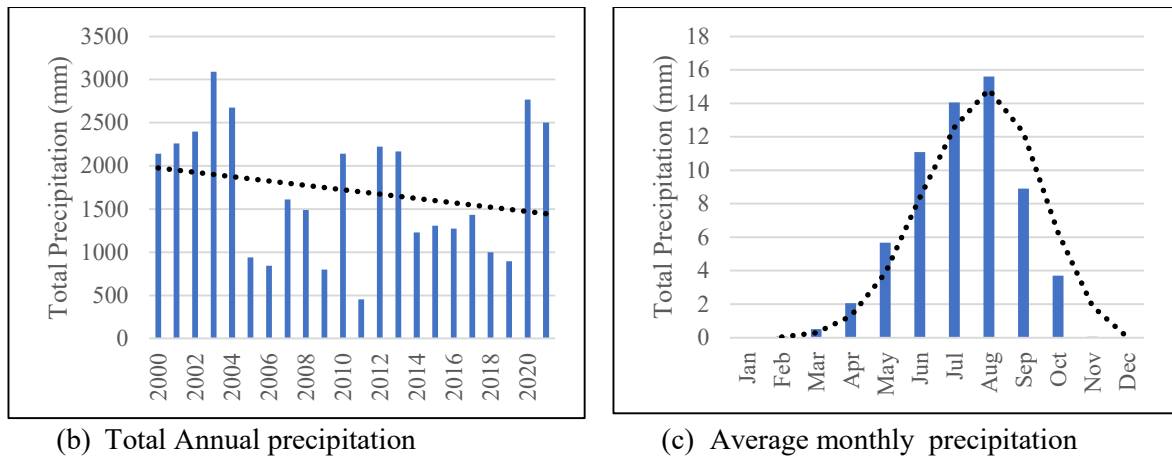 3500
3000
2500
2000
1500
1000
500
0
Total Precipitation (mm)
2000
2002
2004
2006
2008
2010
2012
2014
2016
2018
2020
(b) Total Annual precipitation
18
16
14
12
10
8
6
4
2
0
Total Precipitation (mm)
Jan
Feb
Mar
Apr
May
Jun
Jul
Aug
Sep
Oct
Nov
Dec
(c) Average monthly precipitation